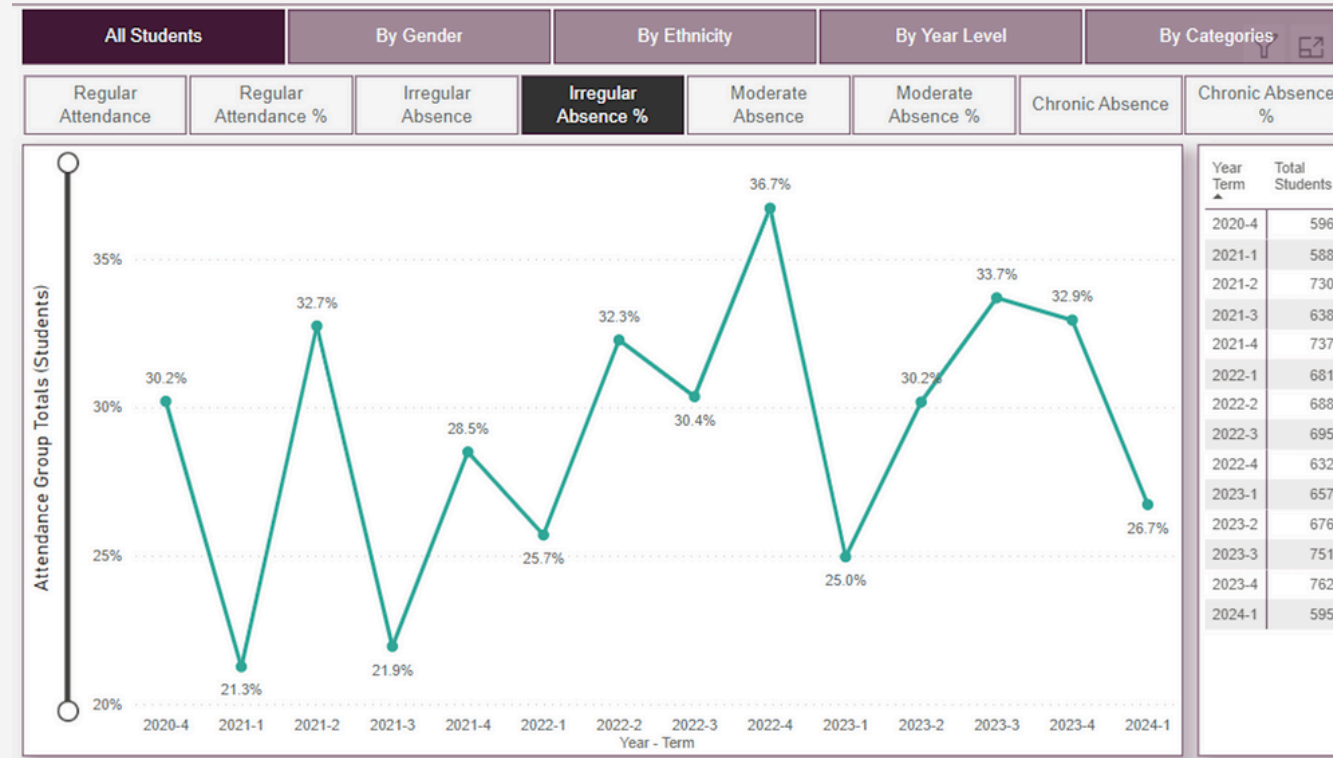 All Students
By Gender
By Ethnicity
By Year Level
By Categories
Regular
Attendance
Regular
Attendance %
Irregular
Absence
Irregular
Absence %
Moderate
Absence
Moderate
Absence %
Chronic Absence
Chronic Absence
%
Attendance Group Totals (Students)
35%
30%
25%
20%
30.2%
21.3%
32.7%
21.9%
28.5%
25.7%
32.3%
30.4%
36.7%
25.0%
30.2%
33.7%
32.9%
26.7%
2020-4 2021-1 2021-2 2021-3 2021-4 2022-1 2022-2 2022-3 2022-4 2023-1 2023-2 2023-3 2023-4 2024-1
Year - Term
Year Total
Term Students
2020-4 596
2021-1 588
2021-2 730
2021-3 638
2021-4 737
2022-1 681
2022-2 688
2022-3 695
2022-4 632
2023-1 657
2023-2 676
2023-3 751
2023-4 762
2024-1 595